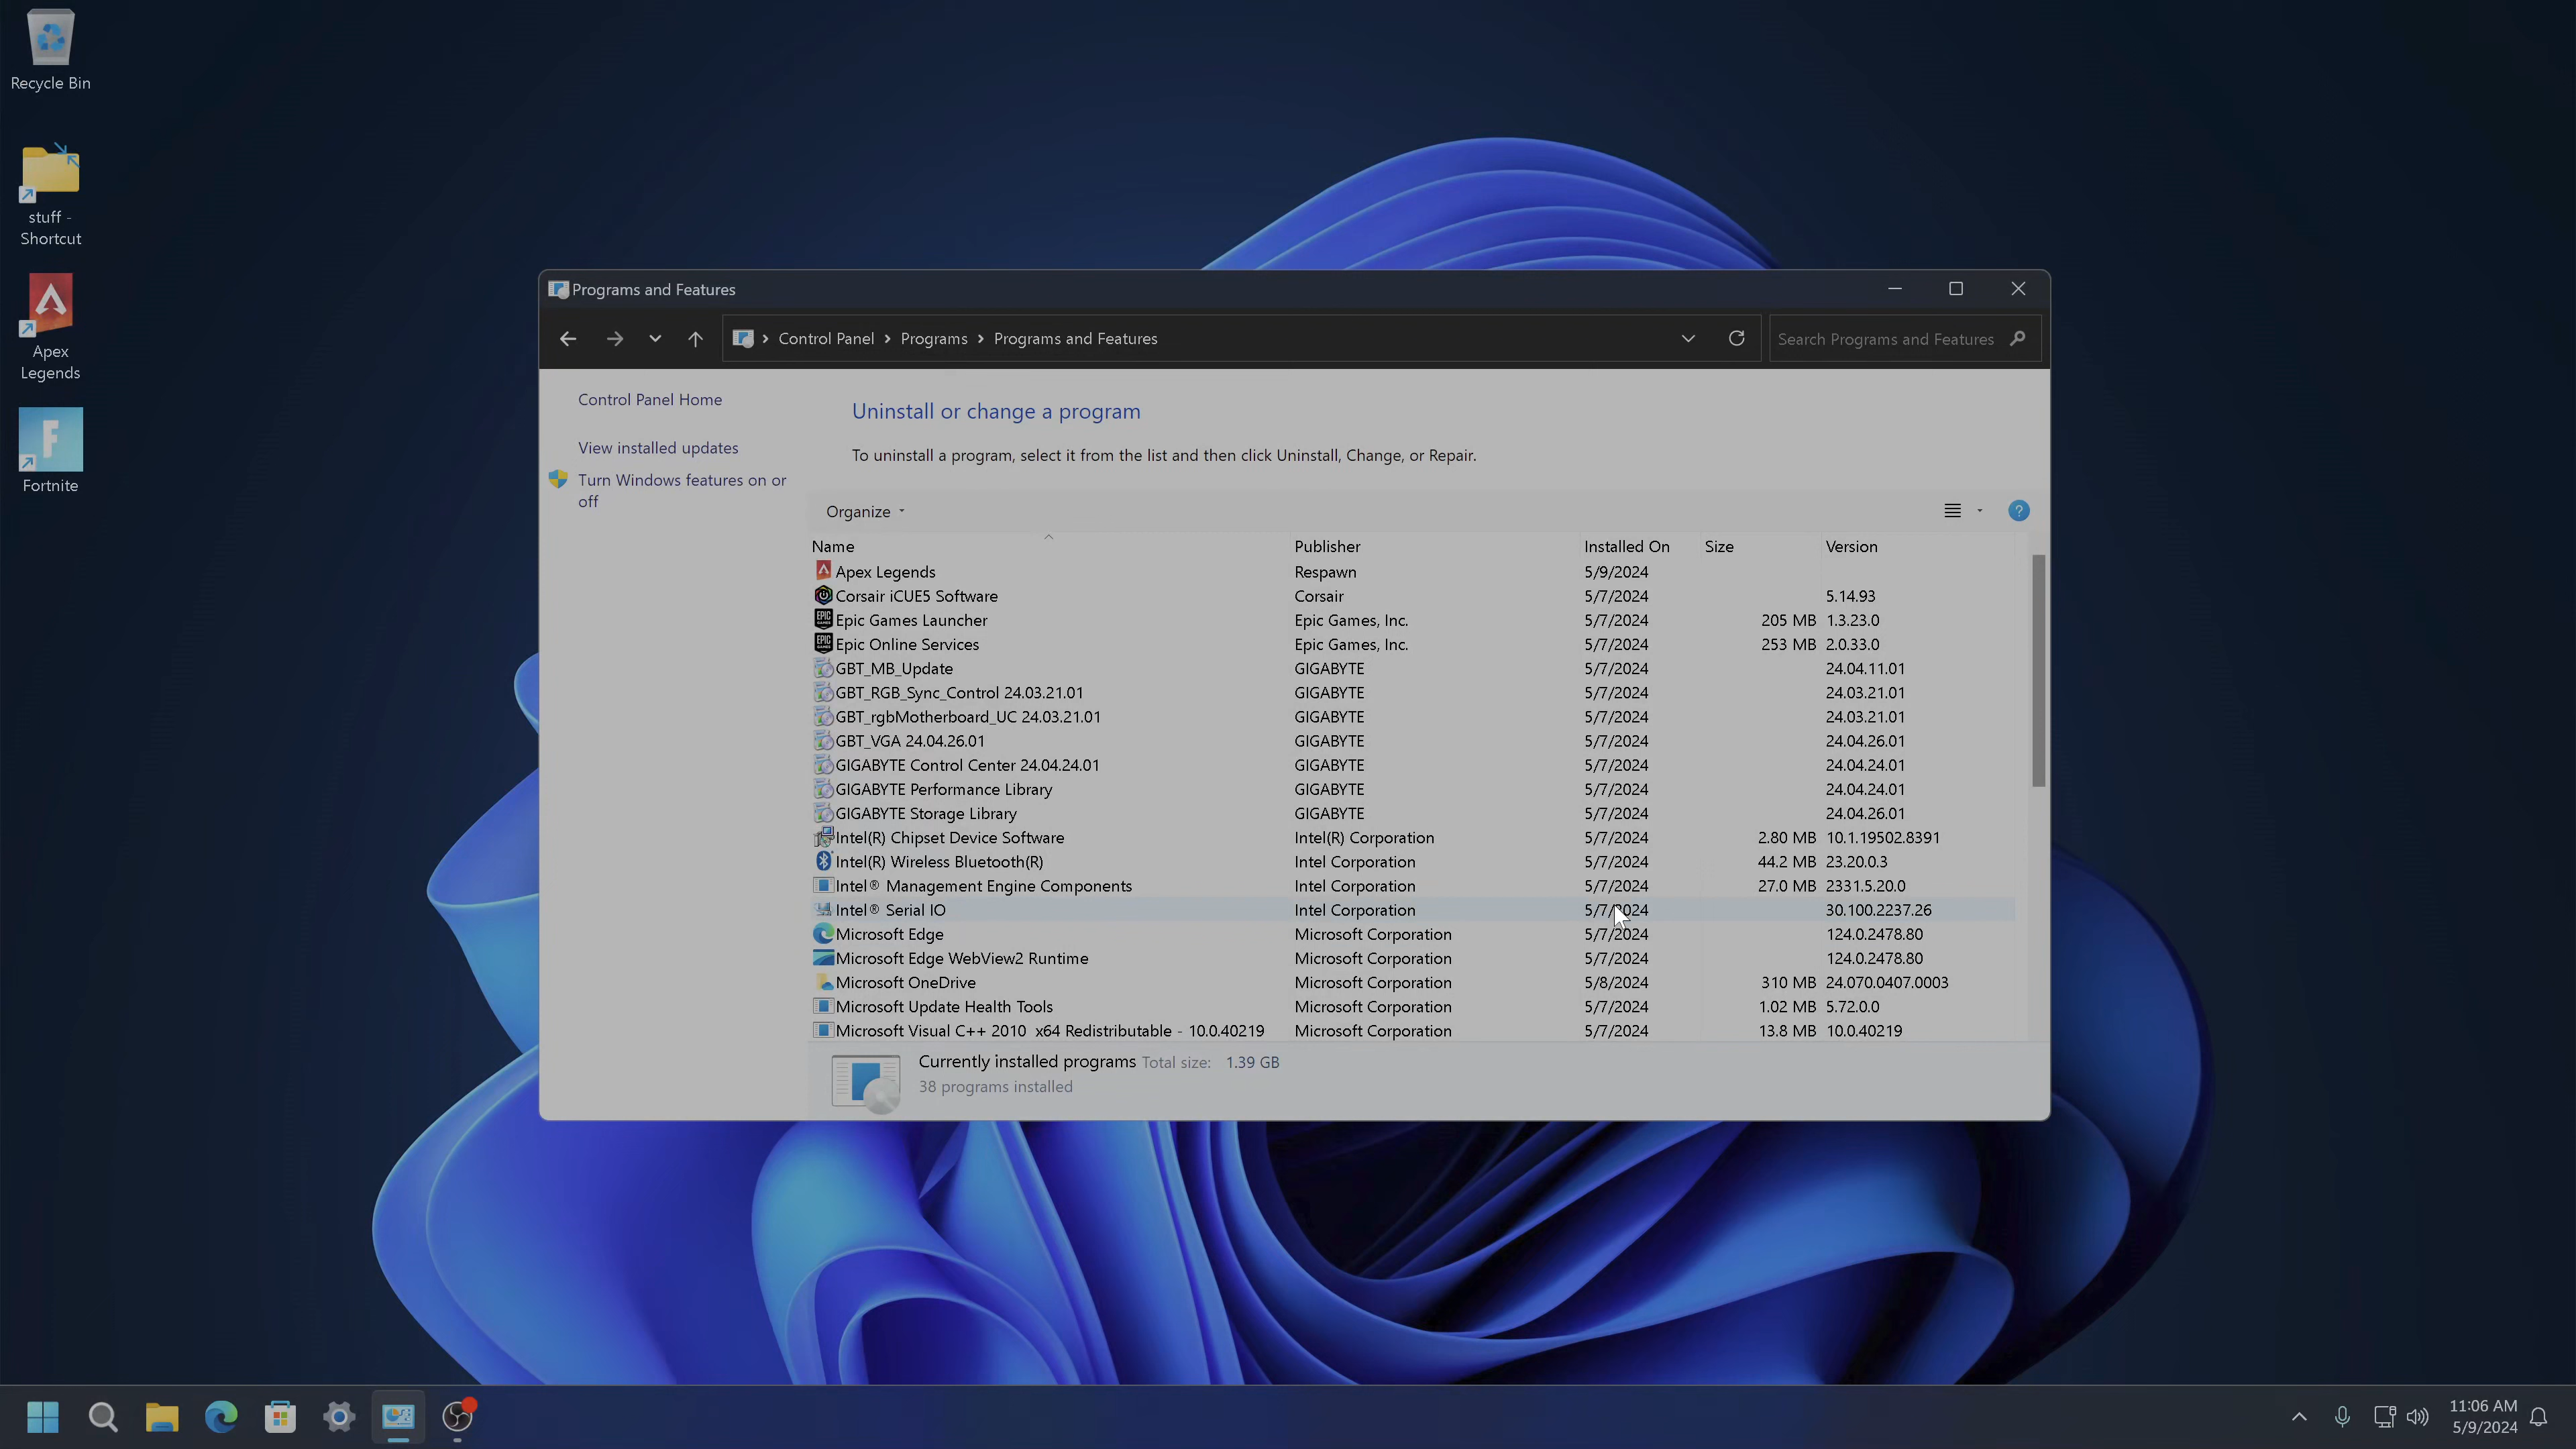 Recycle Bin
stuff -
Shortcut
Apex
Legends
Fortnite
Programs and Features
Control Panel > Programs > Programs and Features
Search Programs and Features
Control Panel Home
View installed updates
Turn Windows features on or
off
Uninstall or change a program
To uninstall a program, select it from the list and then click Uninstall, Change, or Repair.
Organize
Name Publisher Installed On Size Version
Apex Legends Respawn 5/9/2024
Corsair iCUE5 Software Corsair 5/7/2024 5.14.93
Epic Games Launcher Epic Games, Inc. 5/7/2024 205 MB 1.3.23.0
Epic Online Services Epic Games, Inc. 5/7/2024 253 MB 2.0.33.0
GBT_MB_Update GIGABYTE 5/7/2024 24.04.11.01
GBT_RGB_Sync_Control 24.03.21.01 GIGABYTE 5/7/2024 24.03.21.01
GBT_rgbMotherboard_UC 24.03.21.01 GIGABYTE 5/7/2024 24.03.21.01
GBT_VGA 24.04.26.01 GIGABYTE 5/7/2024 24.04.26.01
GIGABYTE Control Center 24.04.24.01 GIGABYTE 5/7/2024 24.04.24.01
GIGABYTE Performance Library GIGABYTE 5/7/2024 24.04.24.01
GIGABYTE Storage Library GIGABYTE 5/7/2024 24.04.26.01
Intel(R) Chipset Device Software Intel(R) Corporation 5/7/2024 2.80 MB 10.1.19502.8391
Intel(R) Wireless Bluetooth(R) Intel Corporation 5/7/2024 44.2 MB 23.20.0.3
Intel® Management Engine Components Intel Corporation 5/7/2024 27.0 MB 2331.5.20.0
Intel® Serial IO Intel Corporation 5/7/2024 30.100.2237.26
Microsoft Edge Microsoft Corporation 5/7/2024 124.0.2478.80
Microsoft Edge WebView2 Runtime Microsoft Corporation 5/7/2024 124.0.2478.80
Microsoft OneDrive Microsoft Corporation 5/8/2024 310 MB 24.070.0407.0003
Microsoft Update Health Tools Microsoft Corporation 5/7/2024 1.02 MB 5.72.0.0
Microsoft Visual C++ 2010 x64 Redistributable - 10.0.40219 Microsoft Corporation 5/7/2024 13.8 MB 10.0.40219
Currently installed programs Total size: 1.39 GB
38 programs installed
11:06 AM
5/9/2024